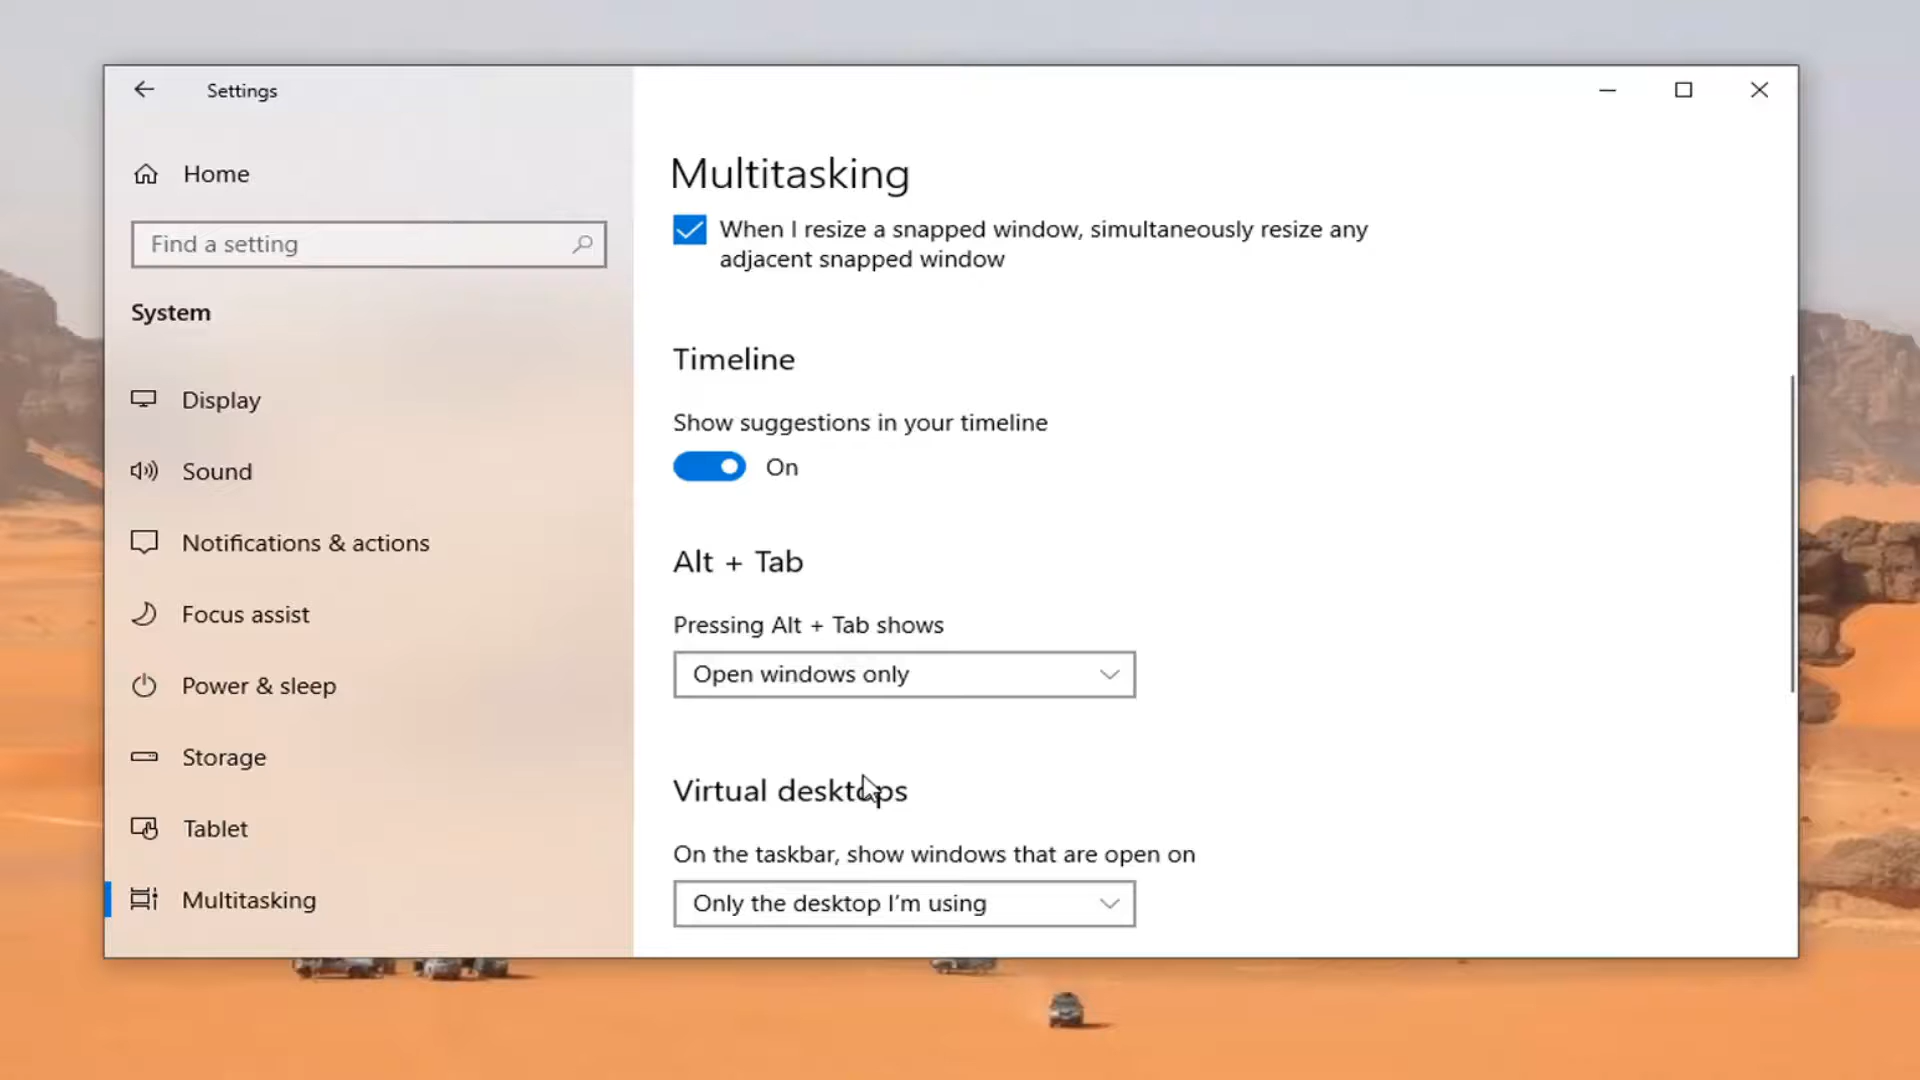 Settings
Home
Find a setting
System
Display
Sound
Notifications & actions
Focus assist
Power & sleep
Storage
Tablet
Multitasking
Multitasking
When I resize a snapped window, simultaneously resize any
adjacent snapped window
Timeline
Show suggestions in your timeline
On
Alt + Tab
Pressing Alt + Tab shows
Open windows only
Virtual desktops
On the taskbar, show windows that are open on
Only the desktop I'm using